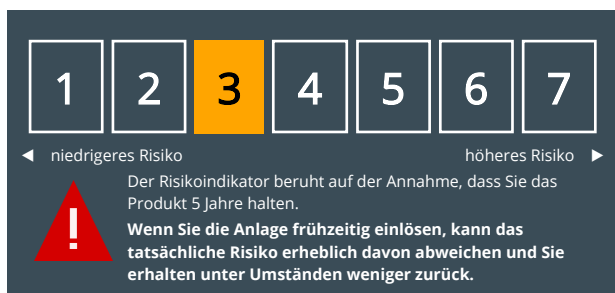 1 2 3 4 5 6 7
◀ niedrigeres Risiko höheres Risiko ▶
Der Risikoindikator beruht auf der Annahme, dass Sie das
Produkt 5 Jahre halten.
Wenn Sie die Anlage frühzeitig einlösen, kann das
tatsächliche Risiko erheblich davon abweichen und Sie
erhalten unter Umständen weniger zurück.
!